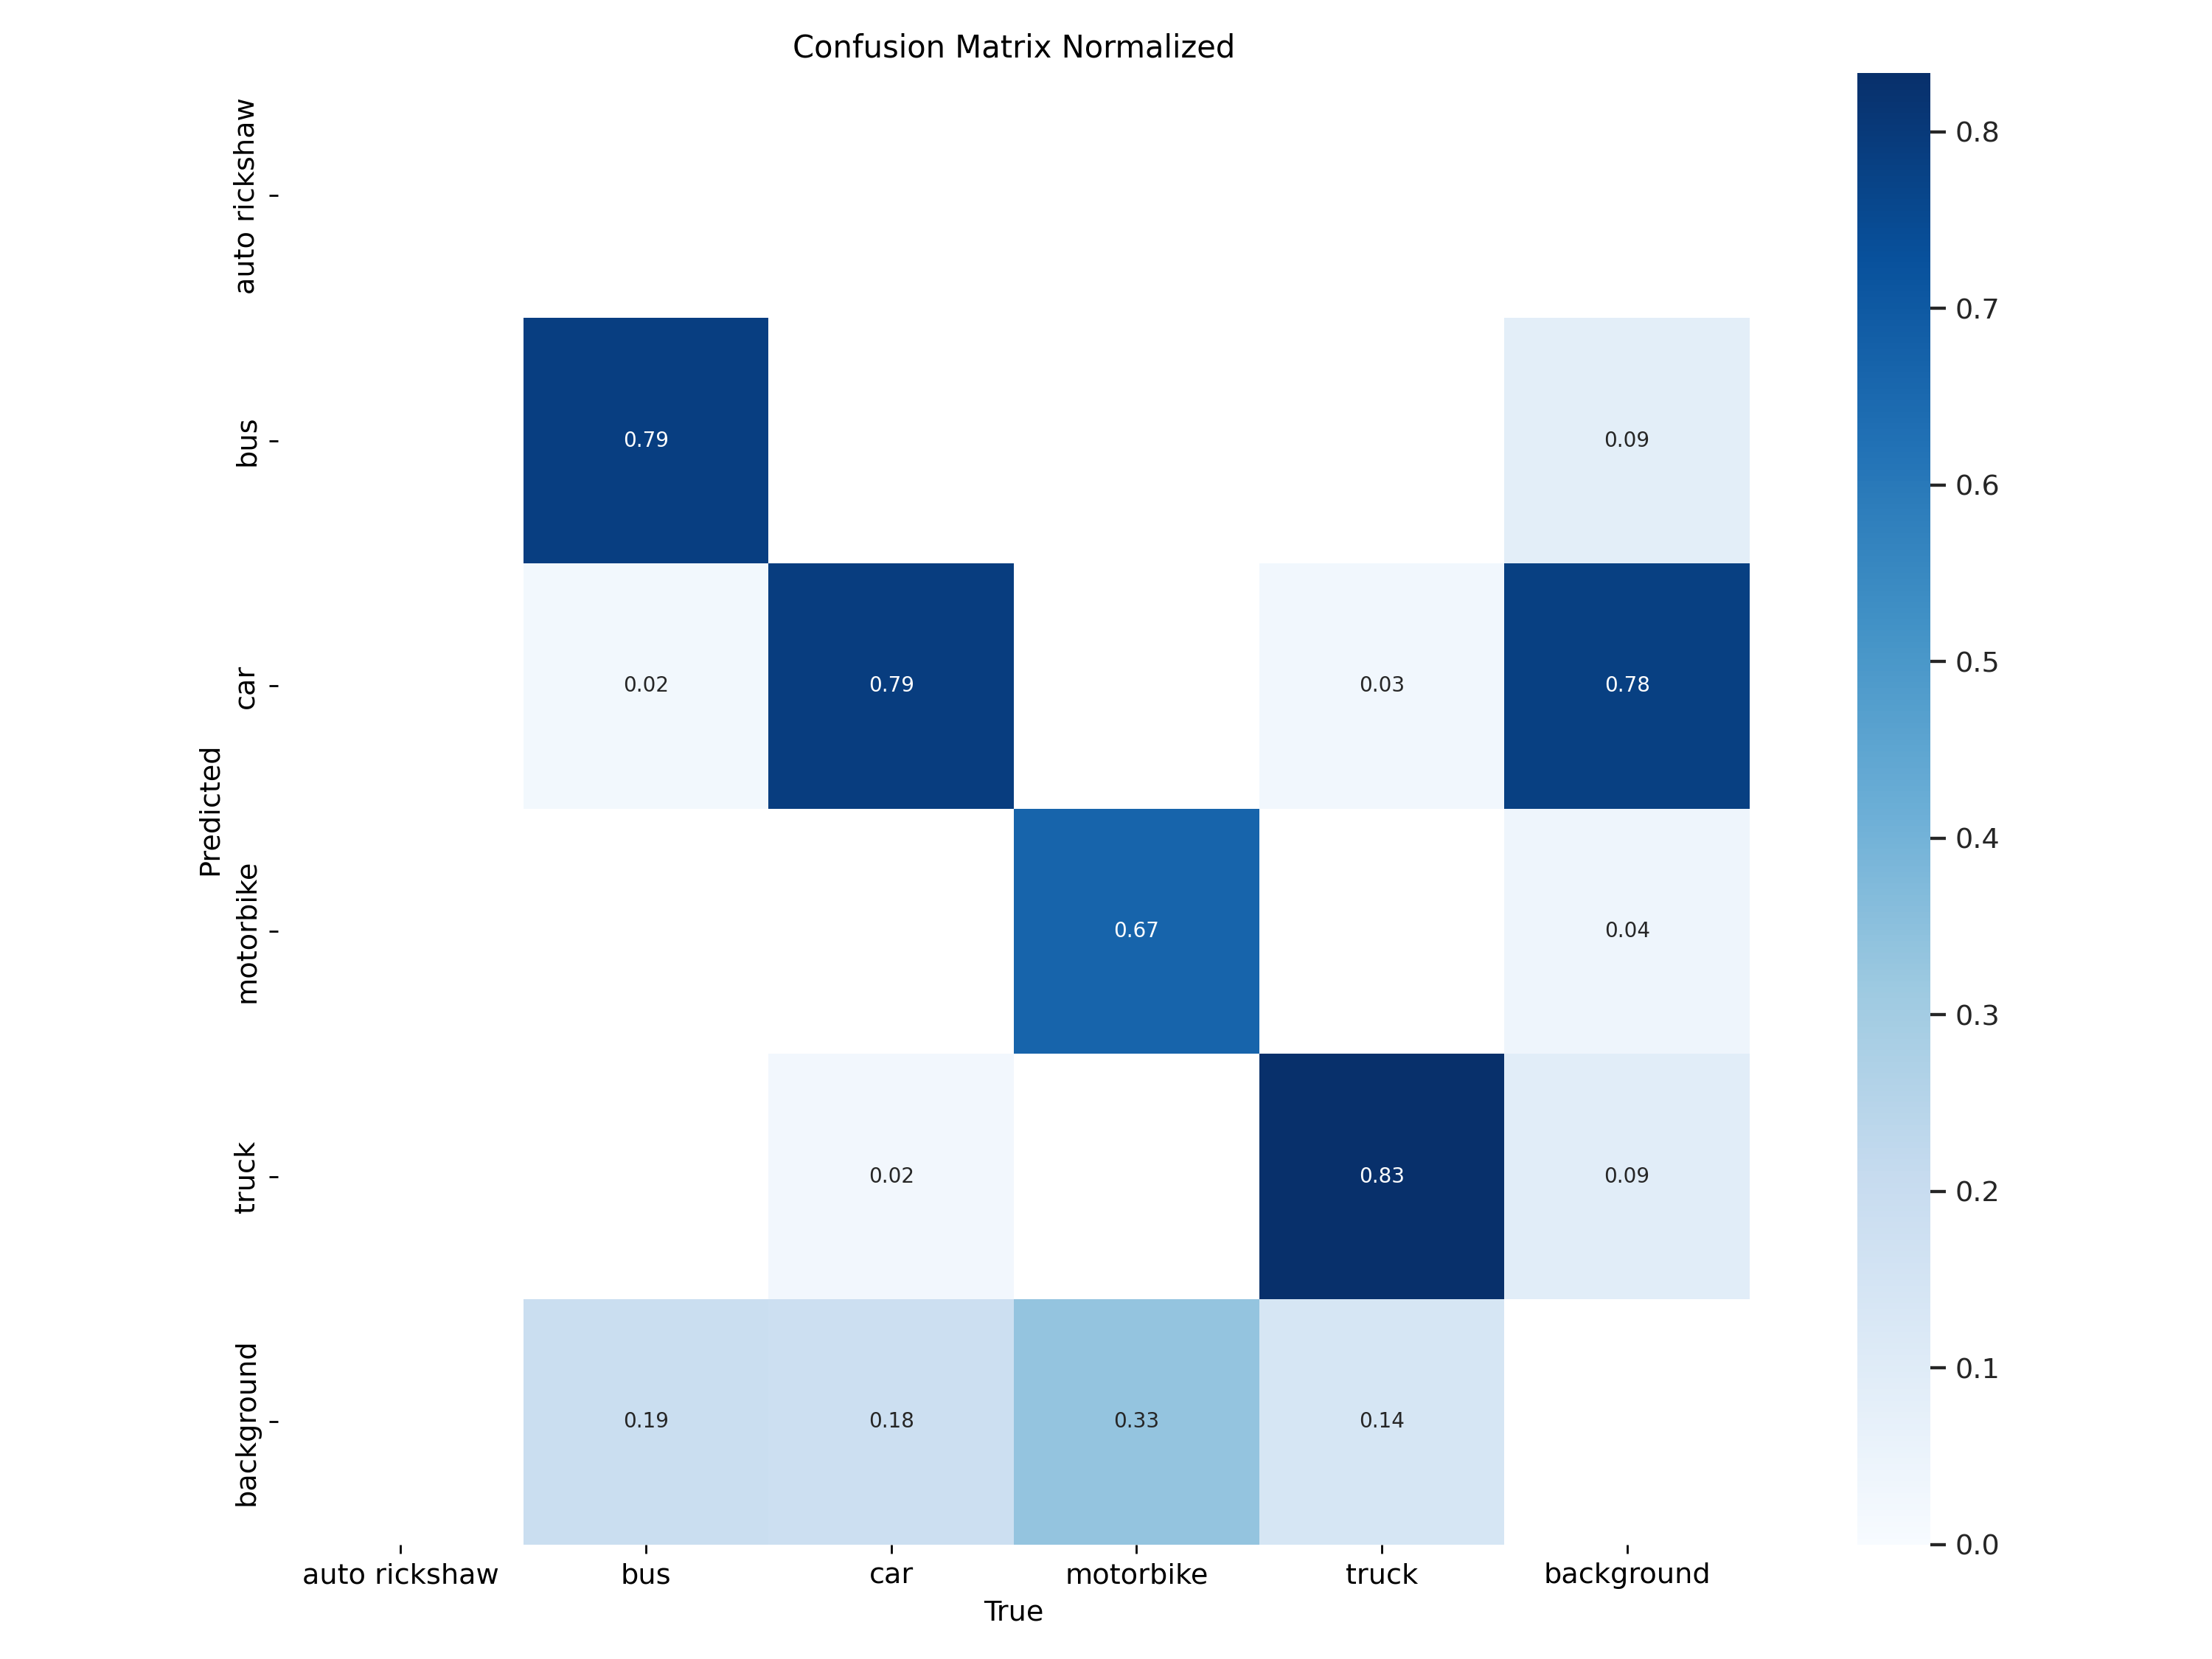 Confusion Matrix Normalized
auto rickshaw
bus
car
motorbike
truck
background
Predicted
0.79
0.09
0.02
0.79
0.03
0.78
0.67
0.04
0.02
0.83
0.09
0.19
0.18
0.33
0.14
auto rickshaw
bus
car
motorbike
truck
background
True
0.8
0.7
0.6
0.5
0.4
0.3
0.2
0.1
0.0